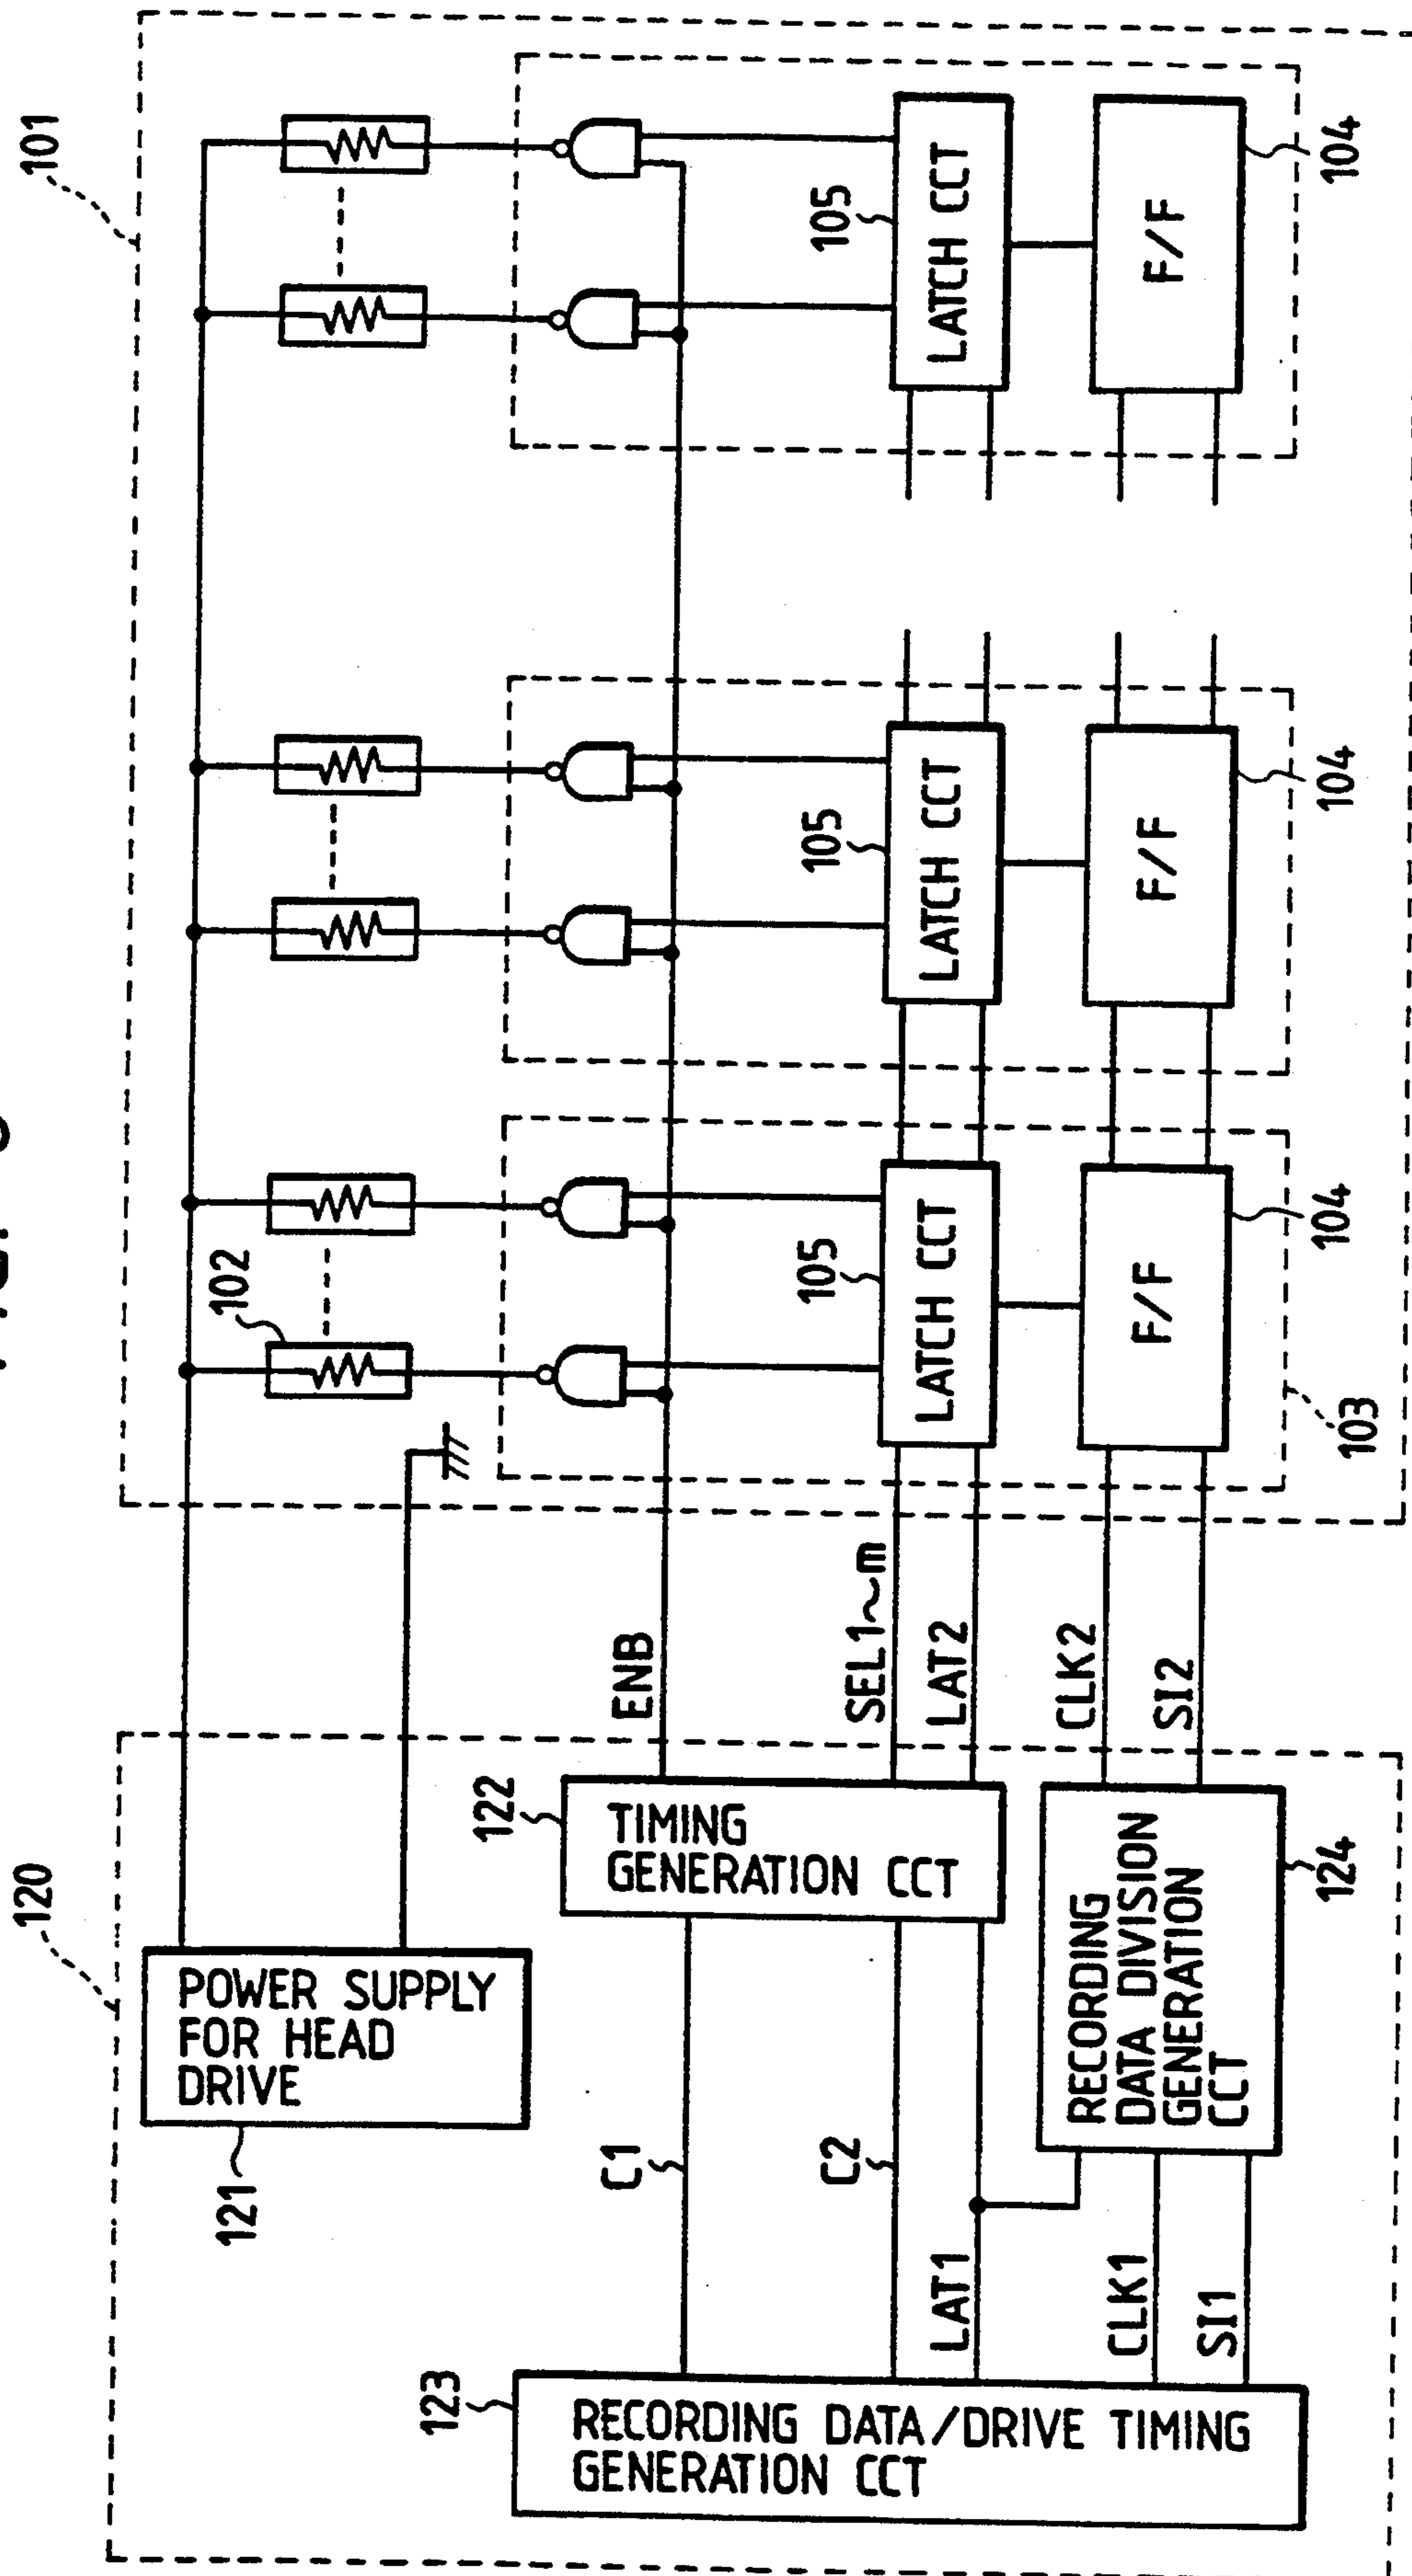 120
101
POWER SUPPLY
FOR HEAD
DRIVE
121
102
122
TIMING
GENERATION CCT
ENB
SEL1~m
LAT2
C1
C2
LAT1
123
RECORDING DATA/DRIVE TIMING
GENERATION CCT
CLK1
SI1
RECORDING
DATA DIVISION
GENERATION
CCT
124
CLK2
SI2
105
LATCH CCT
F/F
104
103
105
LATCH CCT
F/F
104
105
LATCH CCT
F/F
104